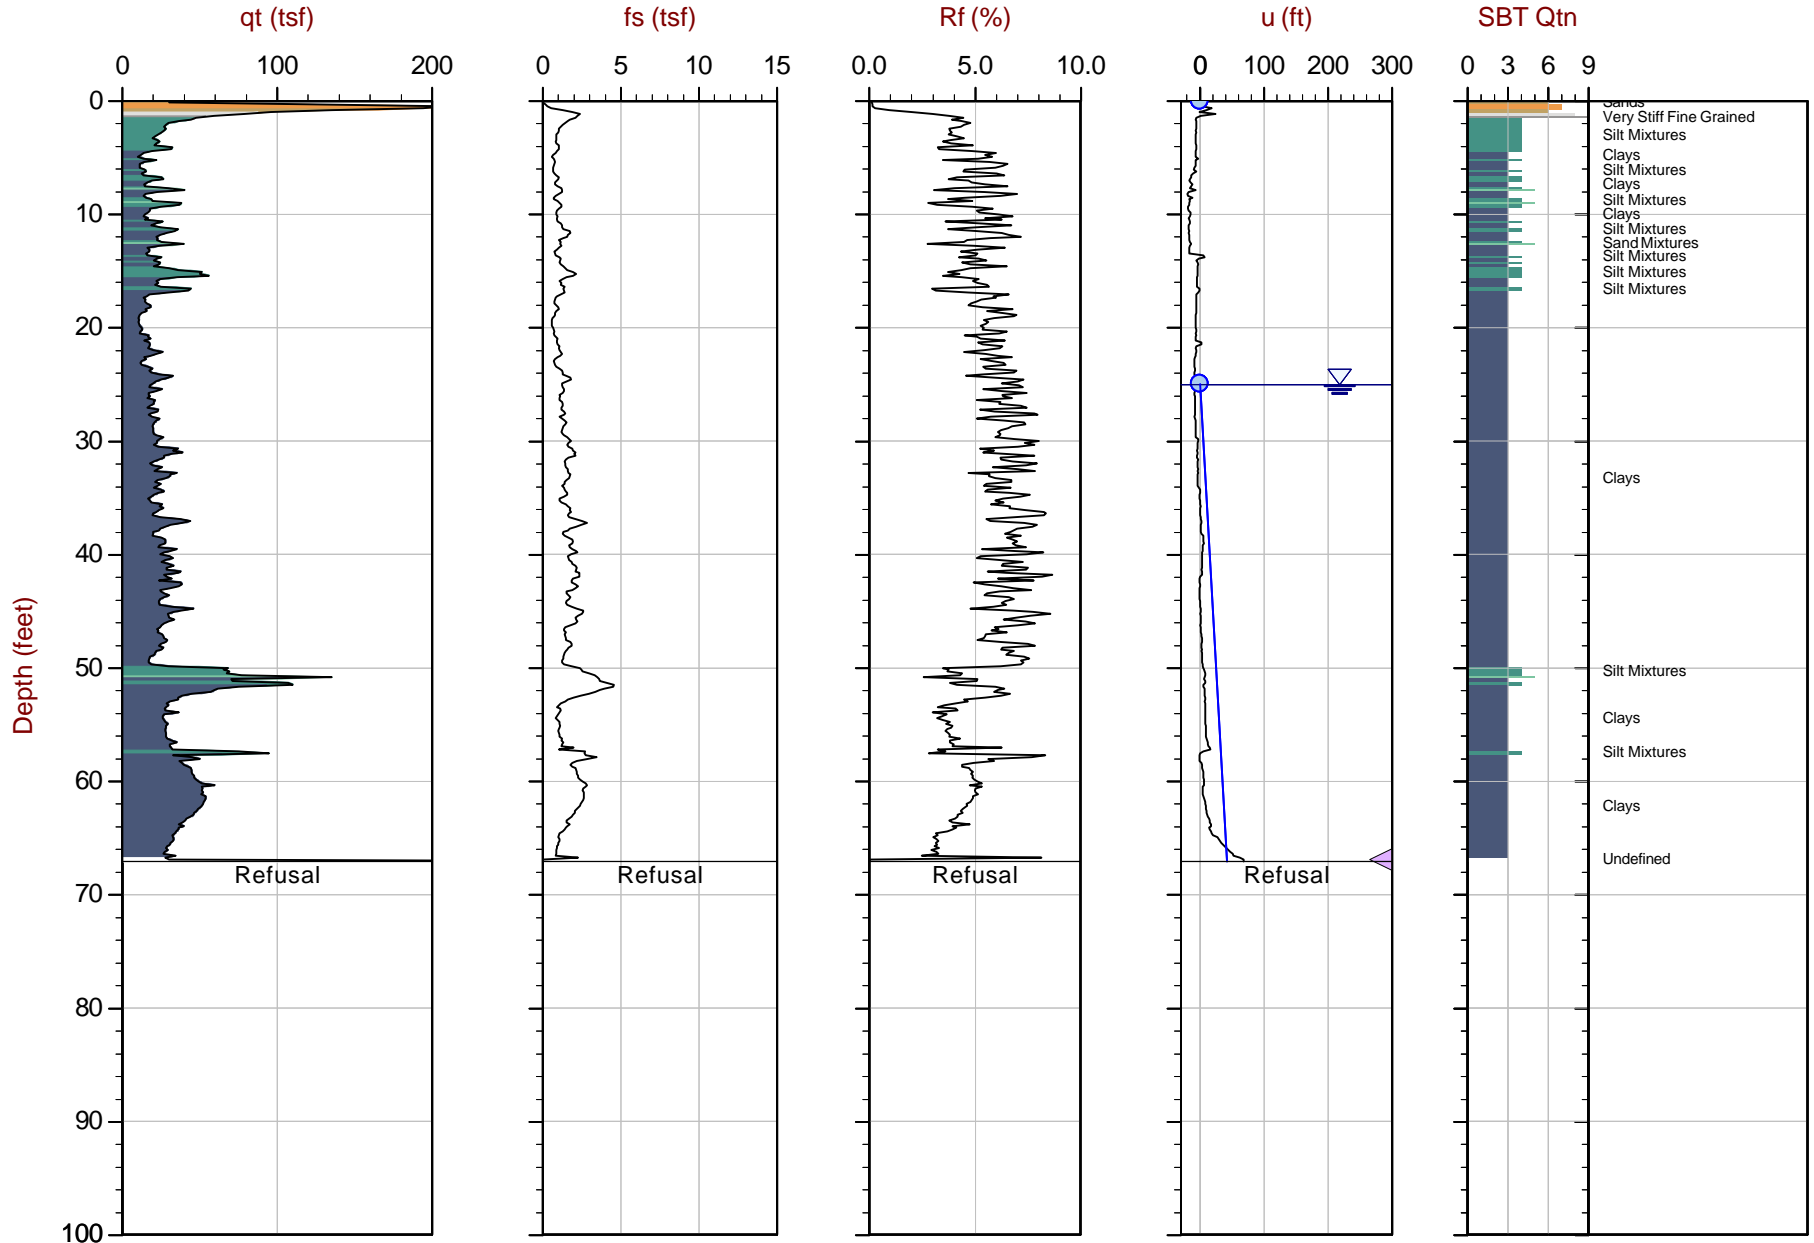 qt (tsf) fs (tsf) Rf (%) u (ft) SBT Qtn
0 100 200 0 5 10 15 0.0 5.0 10.0 0 0 100 200 300 0 3 6 9
0
Sands
Very Stiff Fine Grained
Silt Mixtures
Clays
Silt Mixtures
Clays
Silt Mixtures
10 Clays
Silt Mixtures
Sand Mixtures
Silt Mixtures
Silt Mixtures
Silt Mixtures
20
30
Clays
40
50 Silt Mixtures
Clays
Silt Mixtures
60
Clays
Undefined
Refusal Refusal Refusal Refusal
70
80
90
100
Depth (feet)